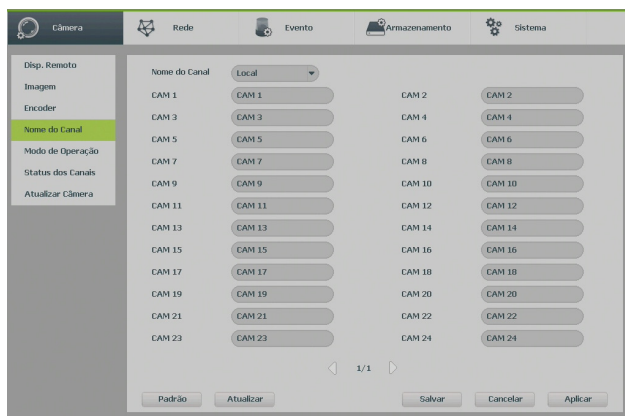 Câmera Rede Evento Armazenamento Sistema
Disp. Remoto
Imagem
Encoder
Nome do Canal
Modo de Operação
Status dos Canais
Atualizar Câmera
Nome do Canal Local
CAM 1 CAM 1 CAM 2 CAM 2
CAM 3 CAM 3 CAM 4 CAM 4
CAM 5 CAM 5 CAM 6 CAM 6
CAM 7 CAM 7 CAM 8 CAM 8
CAM 9 CAM 9 CAM 10 CAM 10
CAM 11 CAM 11 CAM 12 CAM 12
CAM 13 CAM 13 CAM 14 CAM 14
CAM 15 CAM 15 CAM 16 CAM 16
CAM 17 CAM 17 CAM 18 CAM 18
CAM 19 CAM 19 CAM 20 CAM 20
CAM 21 CAM 21 CAM 22 CAM 22
CAM 23 CAM 23 CAM 24 CAM 24
1/1
Padrão Atualizar Salvar Cancelar Aplicar